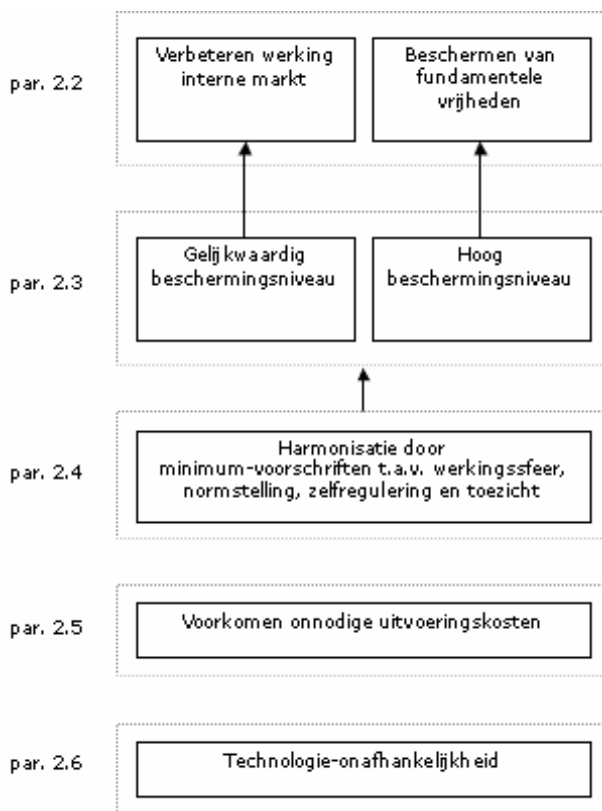 par. 2.2
Verbeteren werking
interne markt
Beschermen van
fundamentele
vrijheden
par. 2.3
Gelijkwaardig
beschermingsniveau
Hoog
beschermingsniveau
par. 2.4
Harmonisatie door
minimum-voorschriften t.a.v. werkingssfeer,
normstelling, zelfregulering en toezicht
par. 2.5
Voorkomen onnodige uitvoeringskosten
par. 2.6
Technologie-onafhankelijkheid